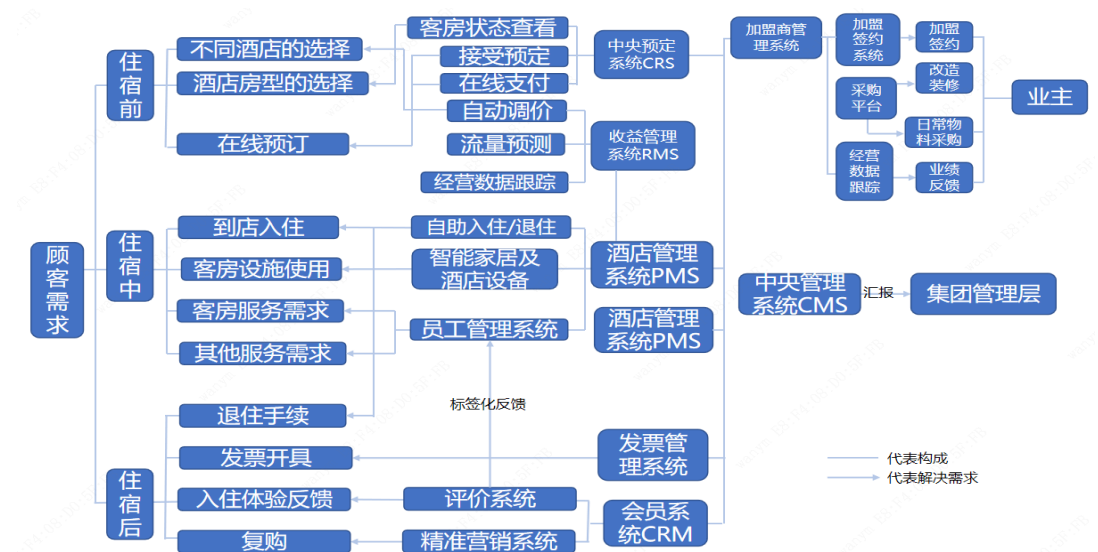 顾客需求
住宿前
不同酒店的选择
酒店房型的选择
在线预订
住宿中
到店入住
客房设施使用
客房服务需求
其他服务需求
住宿后
退住手续
发票开具
入住体验反馈
复购
客房状态查看
接受预定
在线支付
自动调价
流量预测
经营数据跟踪
自助入住/退住
智能家居及
酒店设备
员工管理系统
标签化反馈
评价系统
精准营销系统
中央预定
系统CRS
收益管理
系统RMS
酒店管理
系统PMS
酒店管理
系统PMS
发票管
理系统
会员系
统CRM
加盟商管
理系统
中央管理
系统CMS
汇报
集团管理层
加盟
签约
系统
采购
平台
经营
数据
跟踪
加盟
签约
改造
装修
日常物
料采购
业绩
反馈
业主
代表构成
代表解决需求